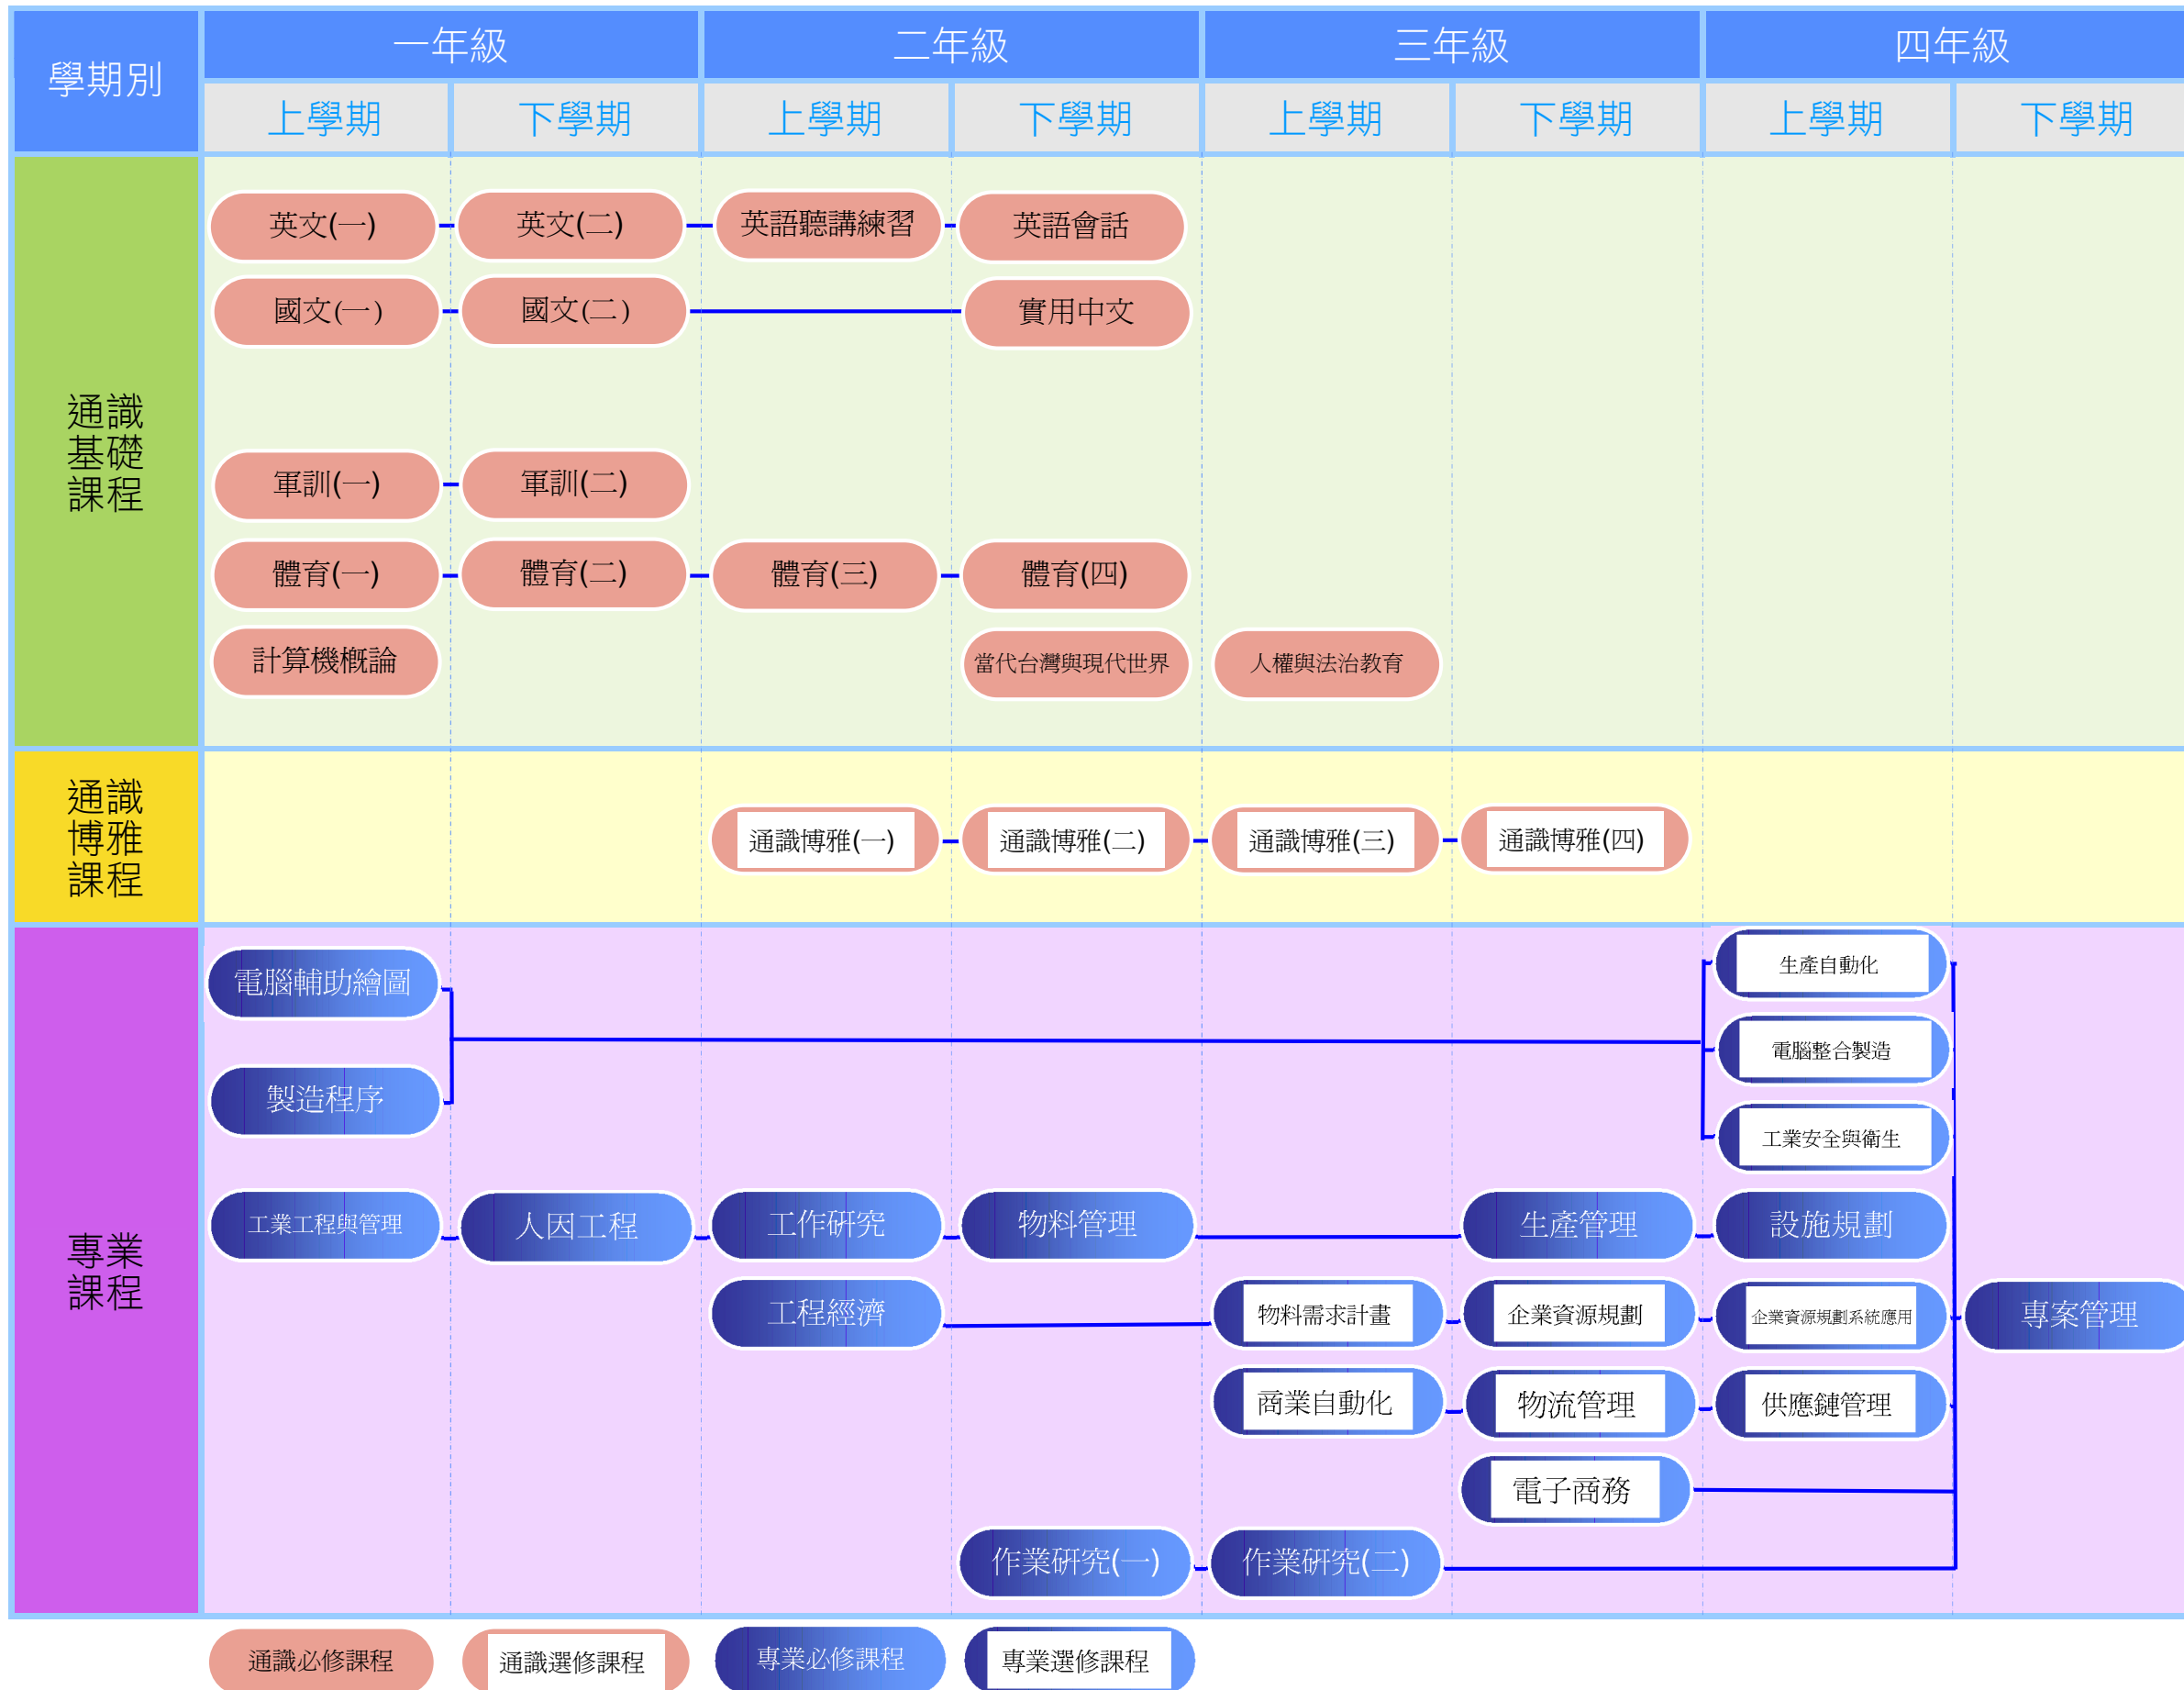 學期別
一年級
二年級
三年級
四年級
上學期
下學期
上學期
下學期
上學期
下學期
上學期
下學期
通識
基礎
課程
英文(一)
英文(二)
英語聽講練習
英語會話
國文(一)
國文(二)
實用中文
軍訓(一)
軍訓(二)
體育(一)
體育(二)
體育(三)
體育(四)
計算機概論
當代台灣與現代世界
人權與法治教育
通識
博雅
課程
通識博雅(一)
通識博雅(二)
通識博雅(三)
通識博雅(四)
專業
課程
電腦輔助繪圖
生產自動化
電腦整合製造
製造程序
工業安全與衛生
工業工程與管理
人因工程
工作研究
物料管理
生產管理
設施規劃
工程經濟
物料需求計畫
企業資源規劃
企業資源規劃系統應用
專案管理
商業自動化
物流管理
供應鏈管理
電子商務
作業研究(一)
作業研究(二)
通識必修課程
通識選修課程
專業必修課程
專業選修課程